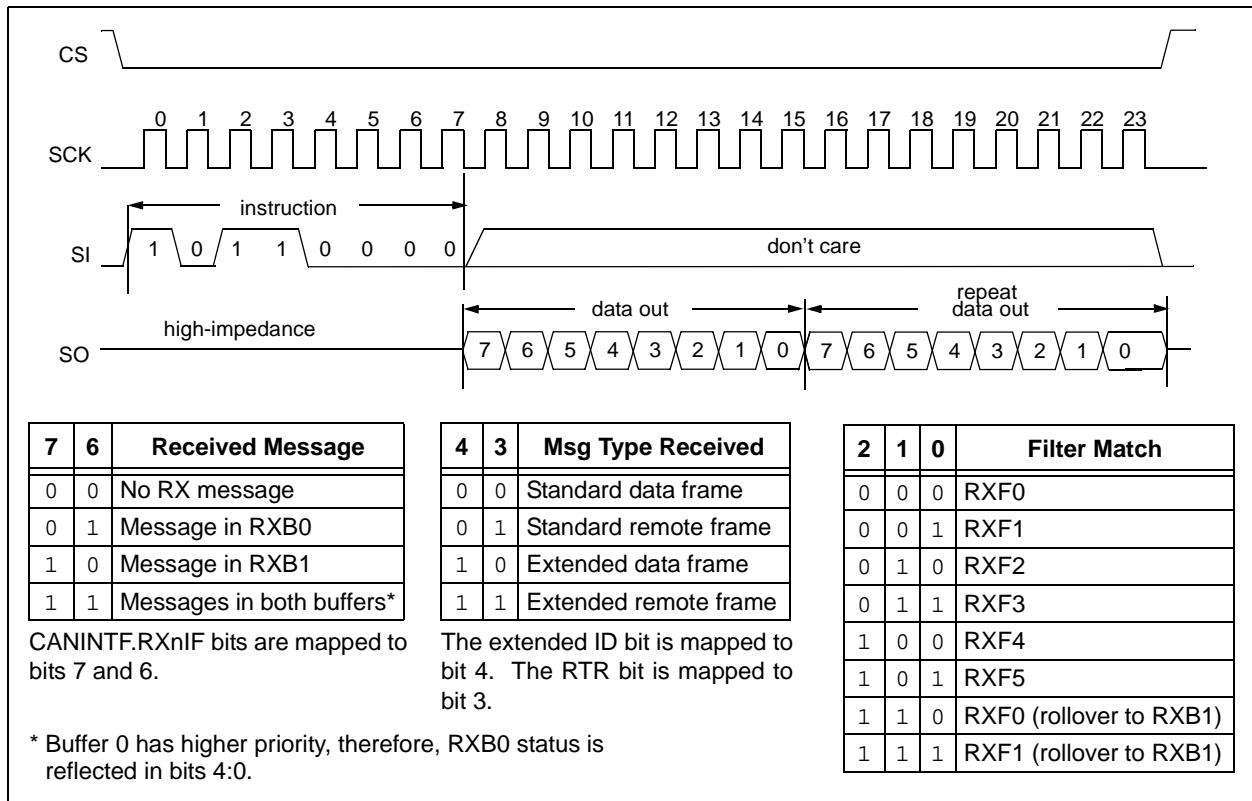 CS
0 1 2 3 4 5 6 7 8 9 10 11 12 13 14 15 16 17 18 19 20 21 22 23
SCK
instruction
SI 1 0 1 1 0 0 0 0 don't care
data out
repeat
data out
high-impedance
SO 7 6 5 4 3 2 1 0 7 6 5 4 3 2 1 0
7 6 Received Message
0 0 No RX message
0 1 Message in RXB0
1 0 Message in RXB1
1 1 Messages in both buffers*
CANINTF.RXnIF bits are mapped to
bits 7 and 6.
4 3 Msg Type Received
0 0 Standard data frame
0 1 Standard remote frame
1 0 Extended data frame
1 1 Extended remote frame
The extended ID bit is mapped to
bit 4. The RTR bit is mapped to
bit 3.
2 1 0 Filter Match
0 0 0 RXF0
0 0 1 RXF1
0 1 0 RXF2
0 1 1 RXF3
1 0 0 RXF4
1 0 1 RXF5
1 1 0 RXF0 (rollover to RXB1)
1 1 1 RXF1 (rollover to RXB1)
* Buffer 0 has higher priority, therefore, RXB0 status is
reflected in bits 4:0.